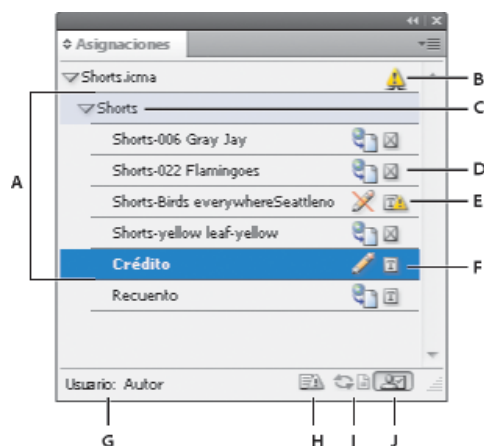 Asignaciones
Shorts.icma
B
Shorts
C
Shorts-006 Gray Jay
Shorts-022 Flamingoes
D
A
Shorts-Birds everywhereSeattleno
E
Shorts-yellow leaf-yellow
Crédito
F
Recuento
Usuario: Autor
G
H
I
J